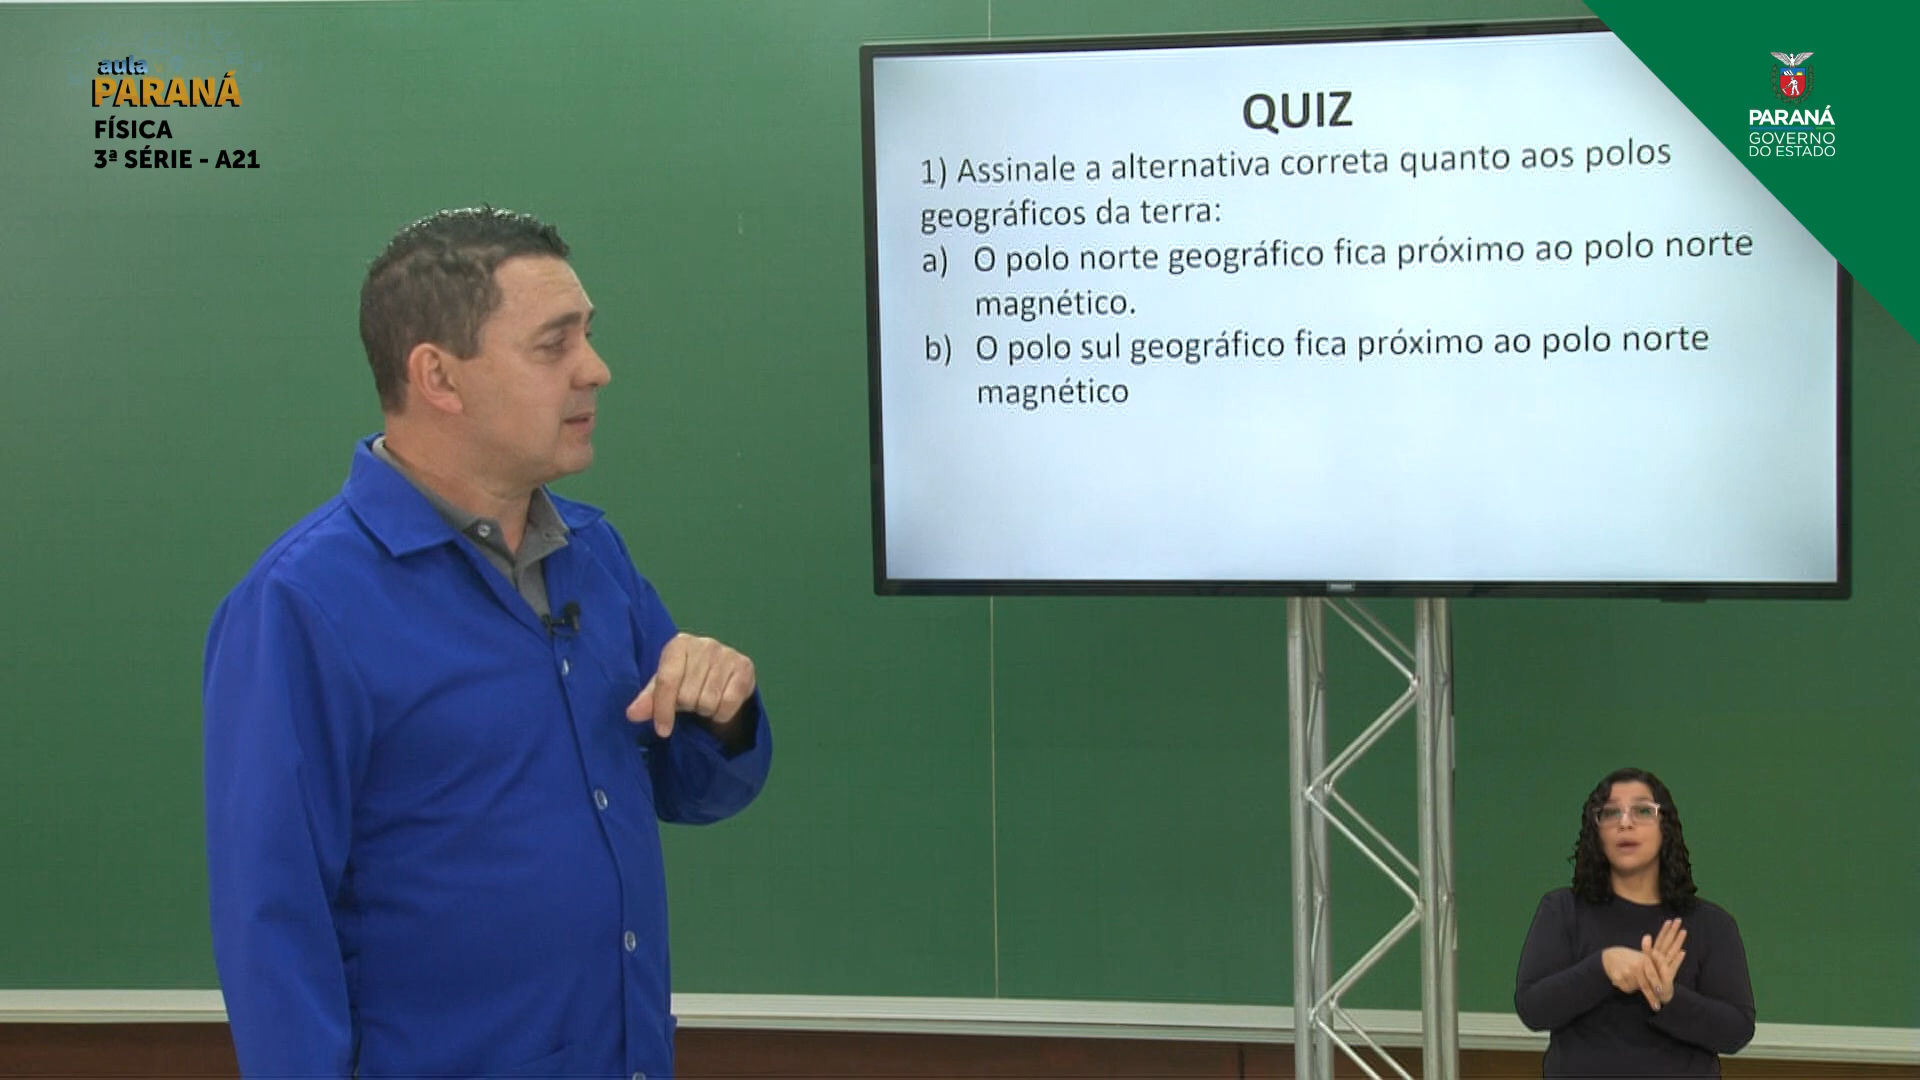 aula
PARANÁ
FÍSICA
3ª SÉRIE - A21
QUIZ
1) Assinale a alternativa correta quanto aos polos
geográficos da terra:
a) O polo norte geográfico fica próximo ao polo norte
magnético.
b) O polo sul geográfico fica próximo ao polo norte
magnético
PARANÁ
GOVERNO
DO ESTADO